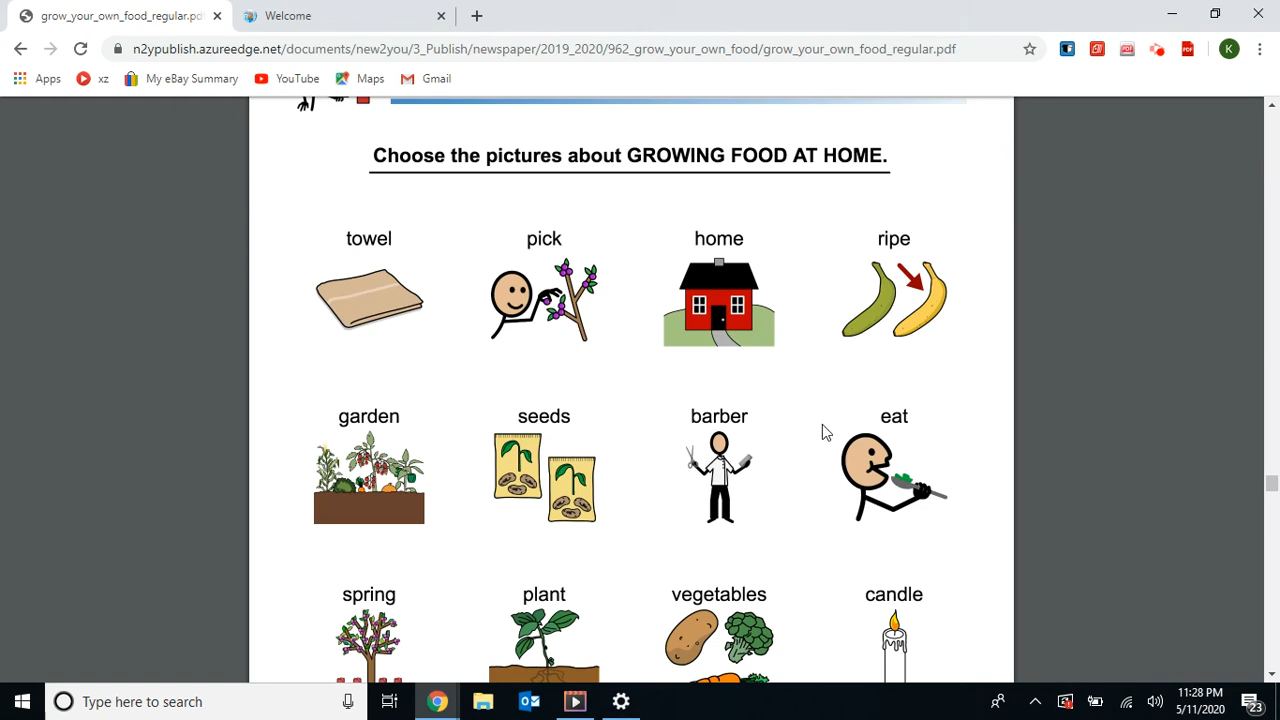 grow_your_own_food_regular.pdf
Welcome
n2ypublish.azureedge.net/documents/new2you/3_Publish/newspaper/2019_2020/962_grow_your_own_food/grow_your_own_food_regular.pdf
K
Apps xz My eBay Summary YouTube Maps Gmail
Choose the pictures about GROWING FOOD AT HOME.
towel pick home ripe
garden seeds barber eat
spring plant vegetables candle
Type here to search
11:28 PM
5/11/2020
23